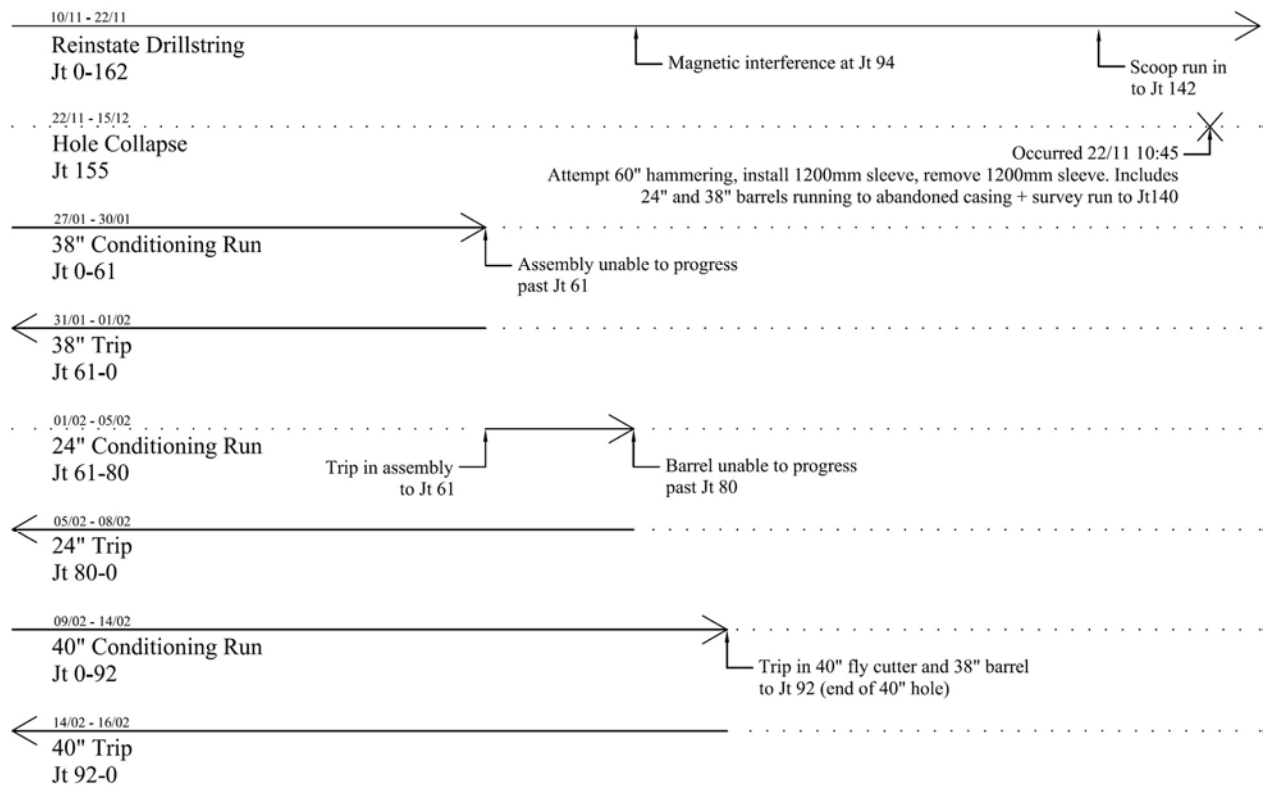 10/11 - 22/11
Reinstate Drillstring
Jt 0-162
Magnetic interference at Jt 94
Scoop run in
to Jt 142
22/11 - 15/12
Hole Collapse
Jt 155
Occurred 22/11 10:45
Attempt 60" hammering, install 1200mm sleeve, remove 1200mm sleeve. Includes
24" and 38" barrels running to abandoned casing + survey run to Jt140
27/01 - 30/01
38" Conditioning Run
Jt 0-61
Assembly unable to progress
past Jt 61
31/01 - 01/02
38" Trip
Jt 61-0
01/02 - 05/02
24" Conditioning Run
Jt 61-80
Trip in assembly
to Jt 61
Barrel unable to progress
past Jt 80
05/02 - 08/02
24" Trip
Jt 80-0
09/02 - 14/02
40" Conditioning Run
Jt 0-92
Trip in 40" fly cutter and 38" barrel
to Jt 92 (end of 40" hole)
14/02 - 16/02
40" Trip
Jt 92-0